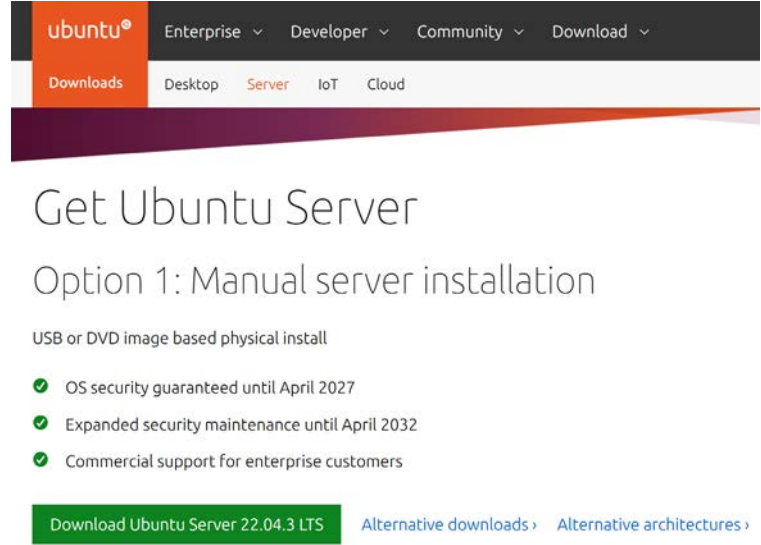 ubuntu® Enterprise Developer Community Download
Downloads Desktop Server IoT Cloud
Get Ubuntu Server
Option 1: Manual server installation
USB or DVD image based physical install
OS security guaranteed until April 2027
Expanded security maintenance until April 2032
Commercial support for enterprise customers
Download Ubuntu Server 22.04.3 LTS Alternative downloads › Alternative architectures ›